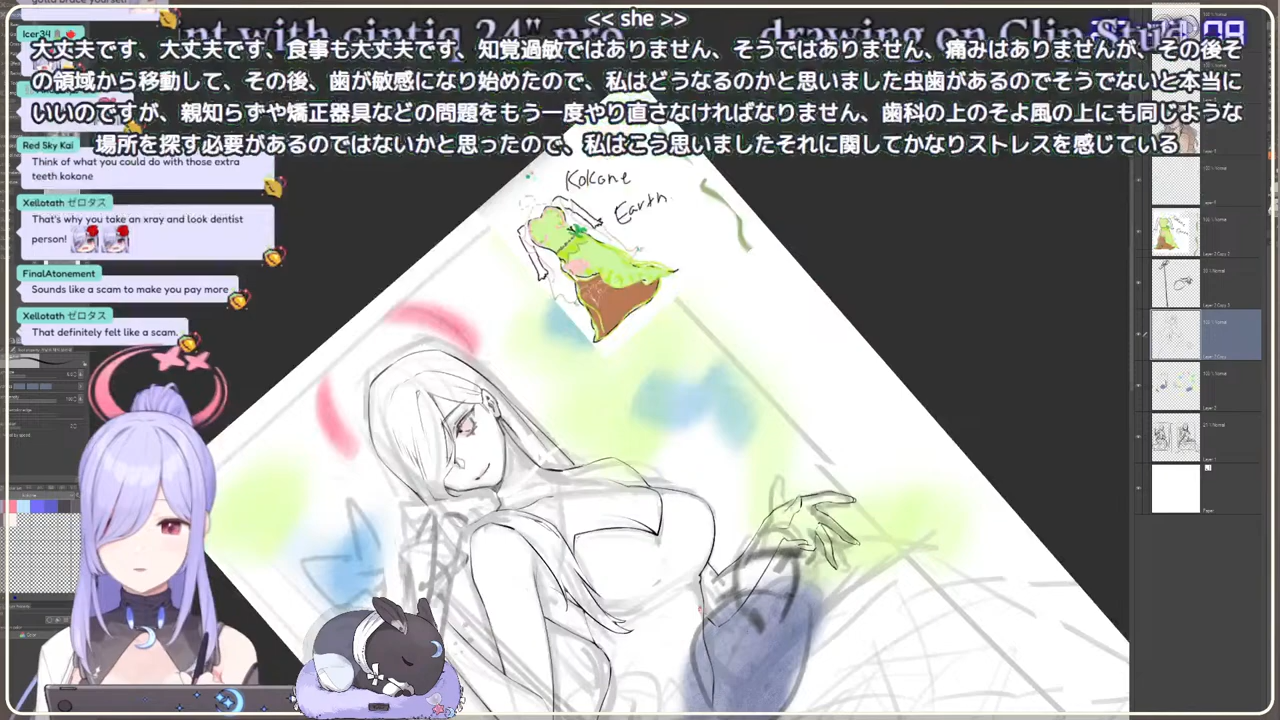 << she >>
nt with cintiq 24" pro drawing on Clip Studi
大丈夫です、大丈夫です、食事も大丈夫です、知覚過敏ではありません、そうではありません、痛みはありませんが、その後そ
の領域から移動して、その後、歯が敏感になり始めたので、私はどうなるのかと思いました虫歯があるのでそうでないと本当に
いいのですが、親知らずや矯正器具などの問題をもう一度やり直さなければなりません、歯科の上のそよ風の上にも同じような
場所を探す必要があるのではないかと思ったので、私はこう思いましたそれに関してかなりストレスを感じている
gotta brace yourself
Icer34
Red Sky Kai
Think of what you could do with those extra
teeth kokone
Xellotath ゼロタス
That's why you take an xray and look dentist
person!
FinalAtonement
Sounds like a scam to make you pay more
Xellotath ゼロタス
That definitely felt like a scam.
Kokone
Earth